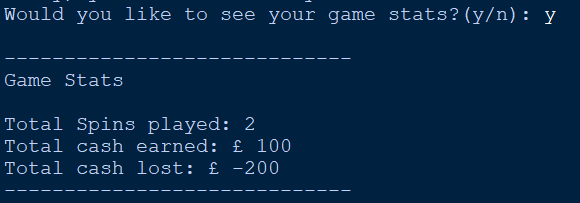 Would you like to see your game stats?(y/n): y
-----------------------------
Game Stats
Total Spins played: 2
Total cash earned: £ 100
Total cash lost: £ -200
-----------------------------